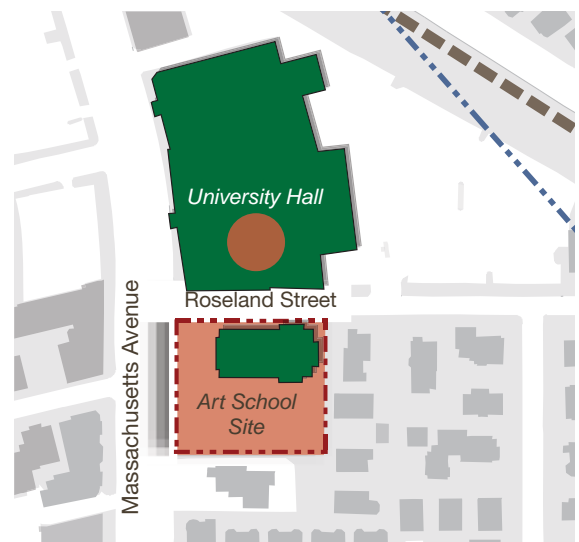 University Hall
Roseland Street
Massachusetts Avenue
Art School
Site